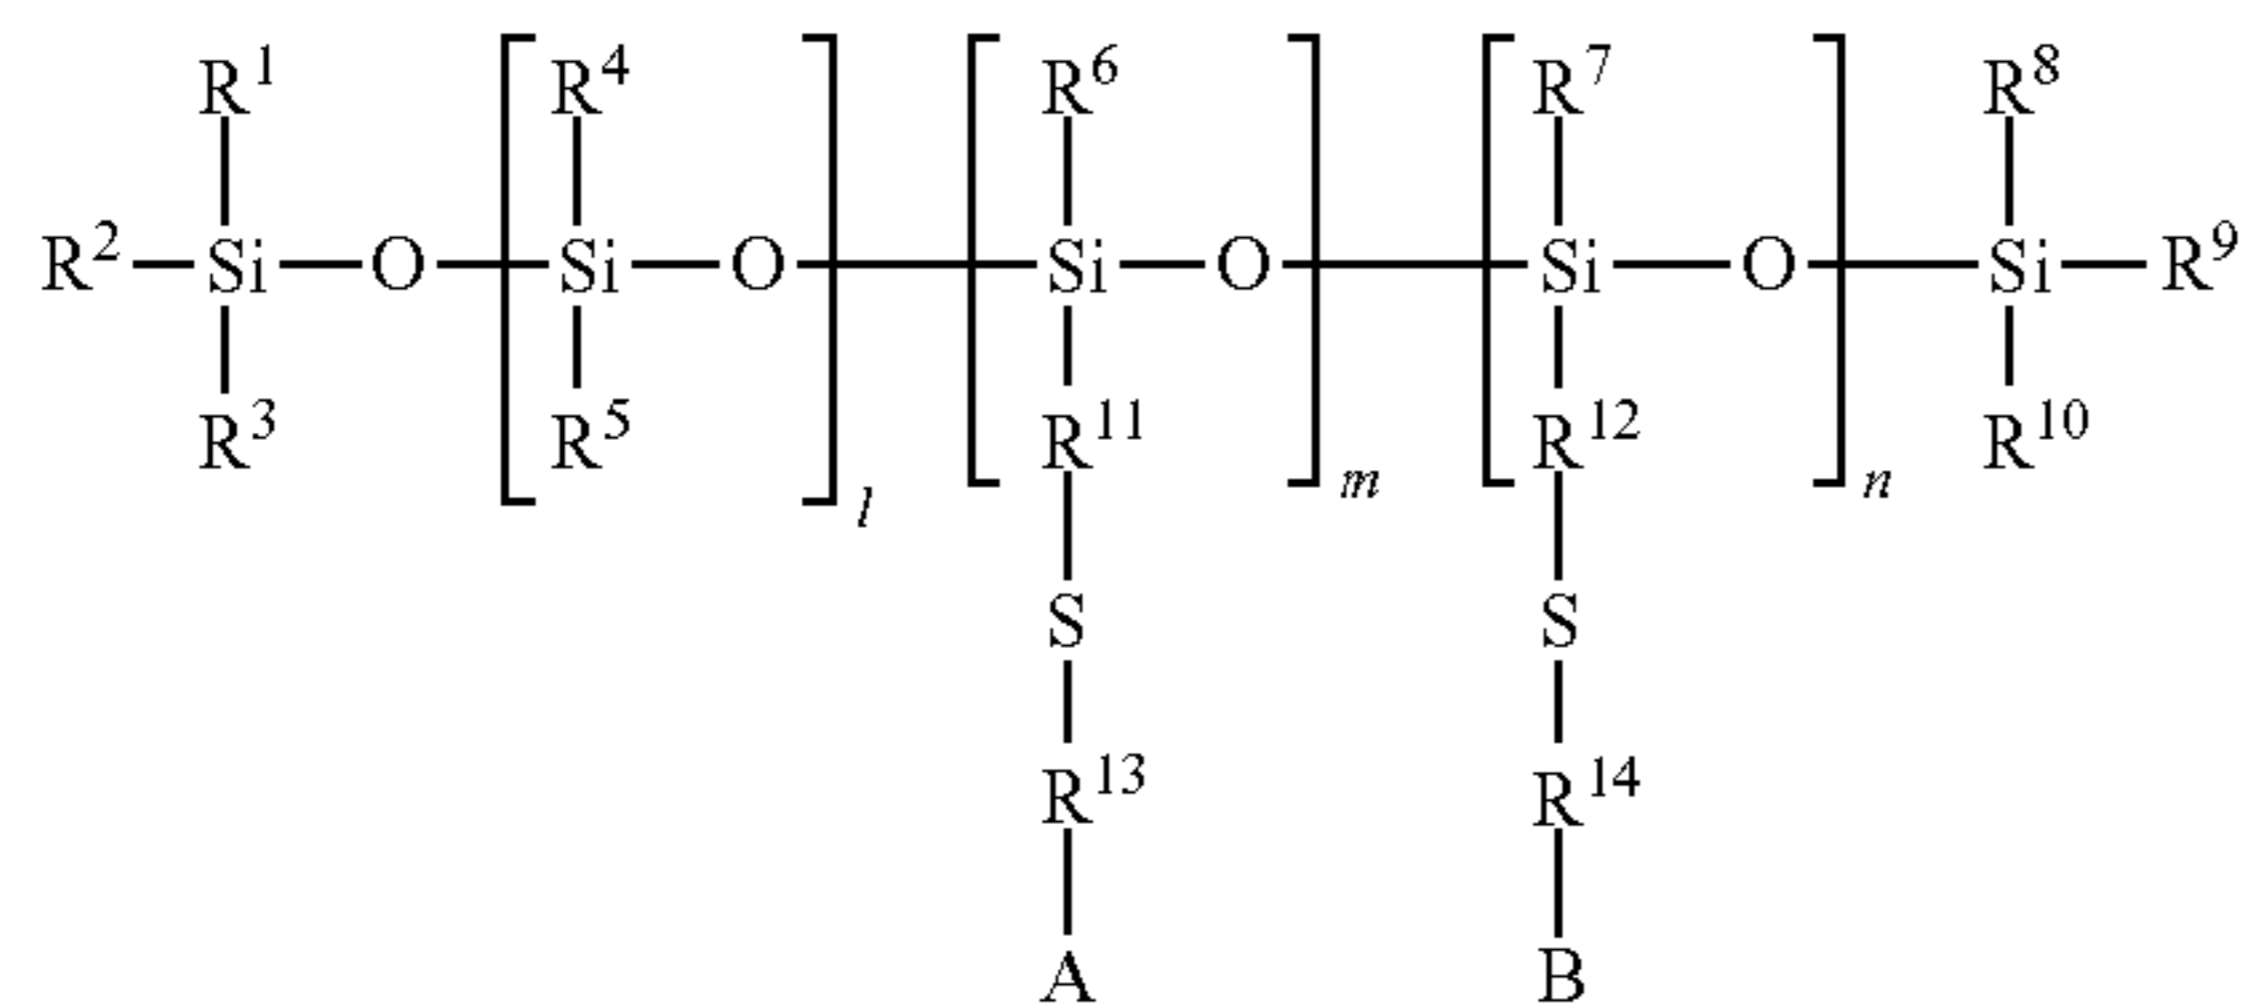 R1 R4 R6 R7 R8
R2 Si O Si O Si O Si O Si R9
R3 R5 R11 R12 R10
l m n
S S
R13 R14
A B